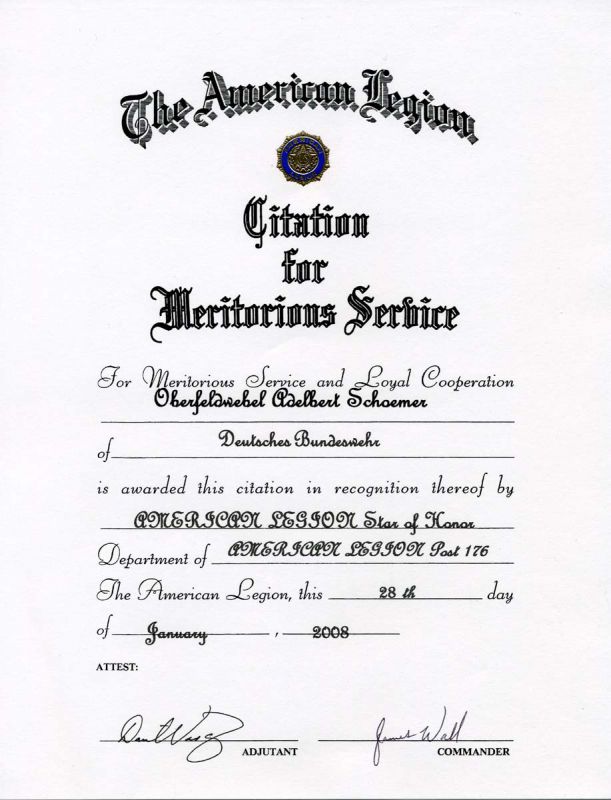 The American Legion
Citation
for
Meritorious Service
For Meritorious Service and Loyal Cooperation
Oberfeldwebel Adelbert Schoemer
of Deutsches Bundeswehr
is awarded this citation in recognition thereof by
AMERICAN LEGION Star of Honor
Department of AMERICAN LEGION Post 176
The American Legion, this 28 th day
of January , 2008
ATTEST:
James Wall
ADJUTANT COMMANDER